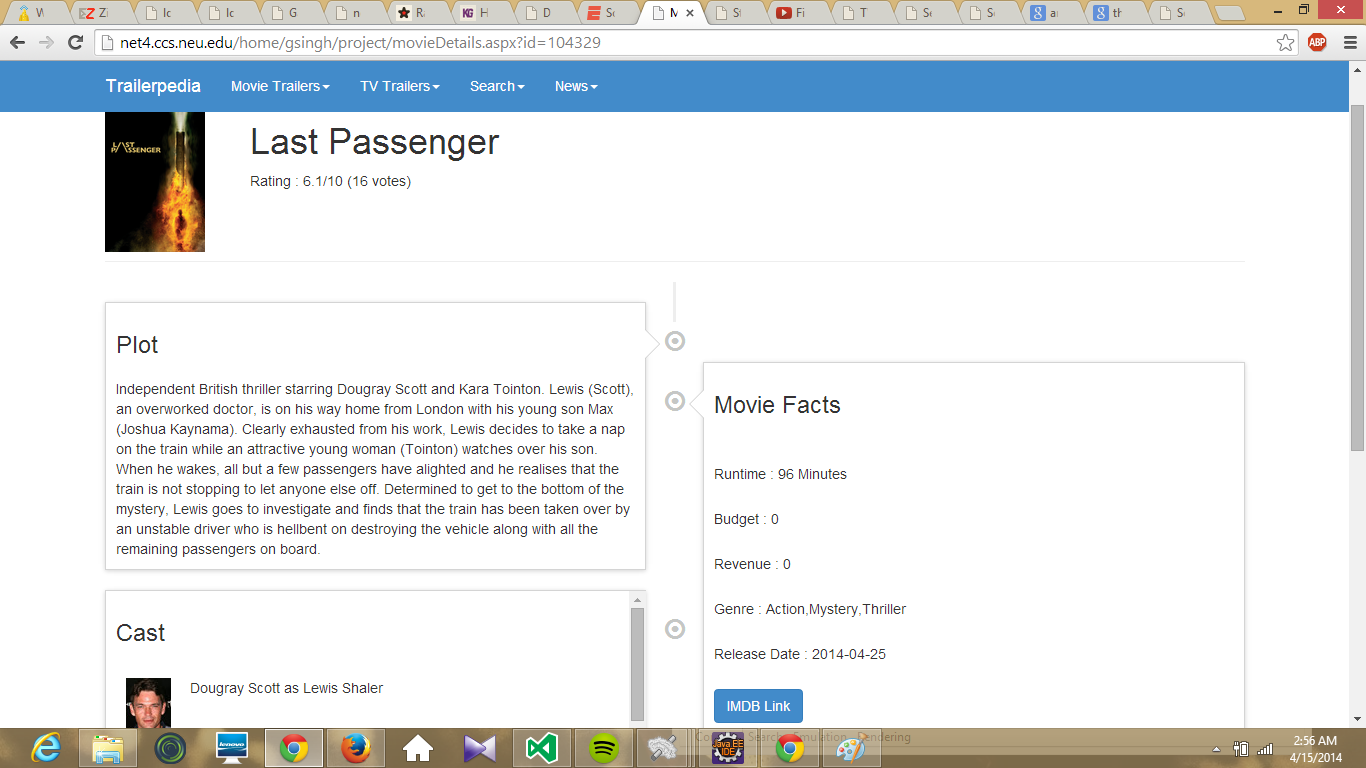 W
Zi
Ic
Ic
G
n
Ra
KG H
D
Sc
M
St
Fi
T
Se
Se
Se
g a
g th
Se
net4.ccs.neu.edu/home/gsingh/project/movieDetails.aspx?id=104329
ABP
Trailerpedia Movie Trailers TV Trailers Search News
LAST
PASSENGER
Last Passenger
Rating : 6.1/10 (16 votes)
Plot
Independent British thriller starring Dougray Scott and Kara Tointon. Lewis (Scott),
an overworked doctor, is on his way home from London with his young son Max
(Joshua Kaynama). Clearly exhausted from his work, Lewis decides to take a nap
on the train while an attractive young woman (Tointon) watches over his son.
When he wakes, all but a few passengers have alighted and he realises that the
train is not stopping to let anyone else off. Determined to get to the bottom of the
mystery, Lewis goes to investigate and finds that the train has been taken over by
an unstable driver who is hellbent on destroying the vehicle along with all the
remaining passengers on board.
Movie Facts
Runtime : 96 Minutes
Budget : 0
Revenue : 0
Genre : Action,Mystery,Thriller
Release Date : 2014-04-25
IMDB Link
Cast
Dougray Scott as Lewis Shaler
lenovo
Java EE
IDE
Rendering
2:56 AM
4/15/2014